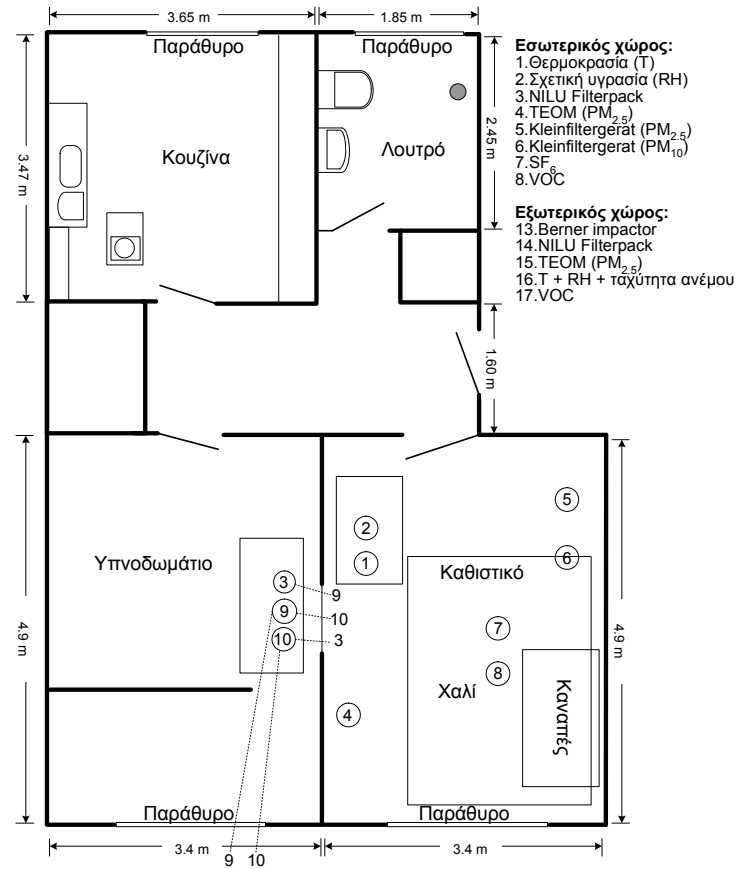 3.65 m
1.85 m
Παράθυρο
Παράθυρο
Εσωτερικός χώρος:
1.Θερμοκρασία (T)
2.Σχετική υγρασία (RH)
3.NILU Filterpack
4.TEOM (PM2.5)
5.Kleinfiltergerat (PM2.5)
6.Kleinfiltergerat (PM10)
7.SF6
8.VOC
Εξωτερικός χώρος:
13.Berner impactor
14.NILU Filterpack
15.TEOM (PM2.5)
16.T + RH + ταχύτητα ανέμου
17.VOC
3.47 m
Κουζίνα
Λουτρό
2.45 m
1.60 m
5
2
1
6
Υπνοδωμάτιο
Καθιστικό
3
9
9
10
10
3
7
8
4
Χαλί
Καναπές
4.9 m
4.9 m
Παράθυρο
Παράθυρο
3.4 m
3.4 m
9
10